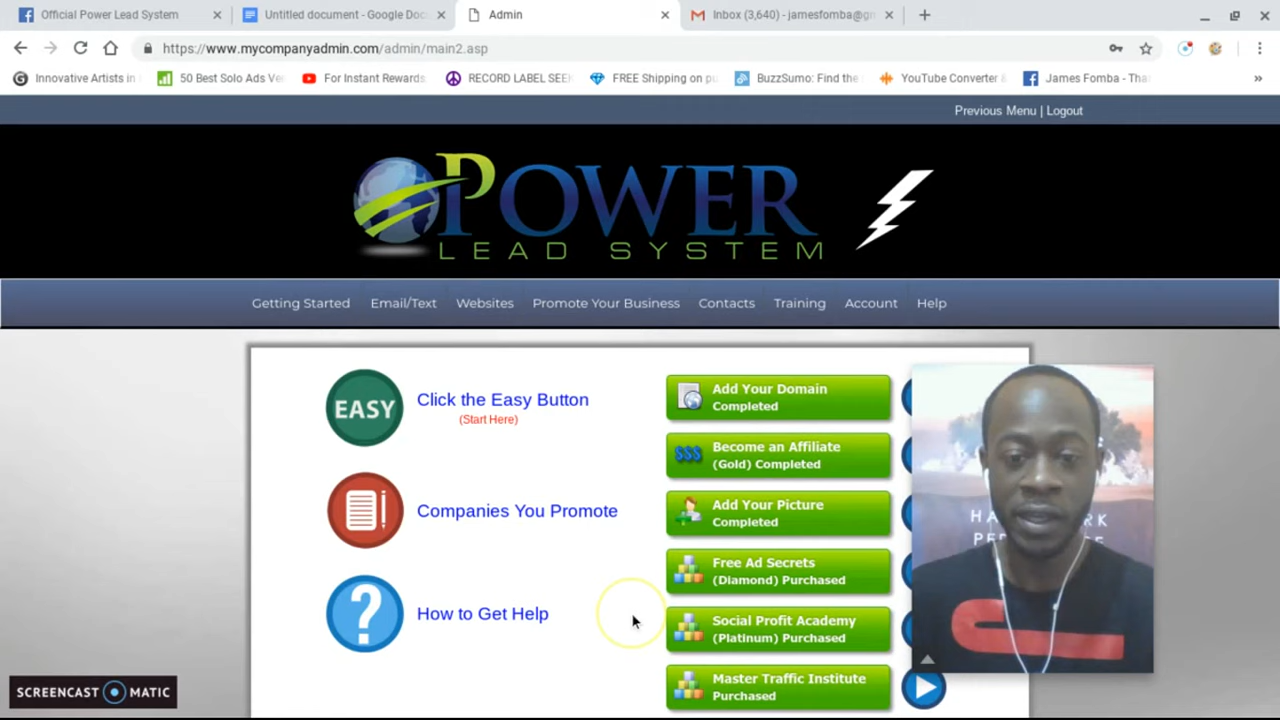 Official Power Lead System
Untitled document - Google Doc
Admin
Inbox (3,640) - jamesfomba@gm
https://www.mycompanyadmin.com/admin/main2.asp
Innovative Artists in
50 Best Solo Ads Ve
For Instant Rewards
RECORD LABEL SEEK
FREE Shipping on pu
BuzzSumo: Find the
YouTube Converter &
James Fomba - Tha
Previous Menu | Logout
POWER
LEAD SYSTEM
Getting Started
Email/Text
Websites
Promote Your Business
Contacts
Training
Account
Help
EASY
Click the Easy Button
(Start Here)
Companies You Promote
How to Get Help
Add Your Domain
Completed
Become an Affiliate
(Gold) Completed
Add Your Picture
Completed
Free Ad Secrets
(Diamond) Purchased
Social Profit Academy
(Platinum) Purchased
Master Traffic Institute
Purchased
SCREENCAST MATIC